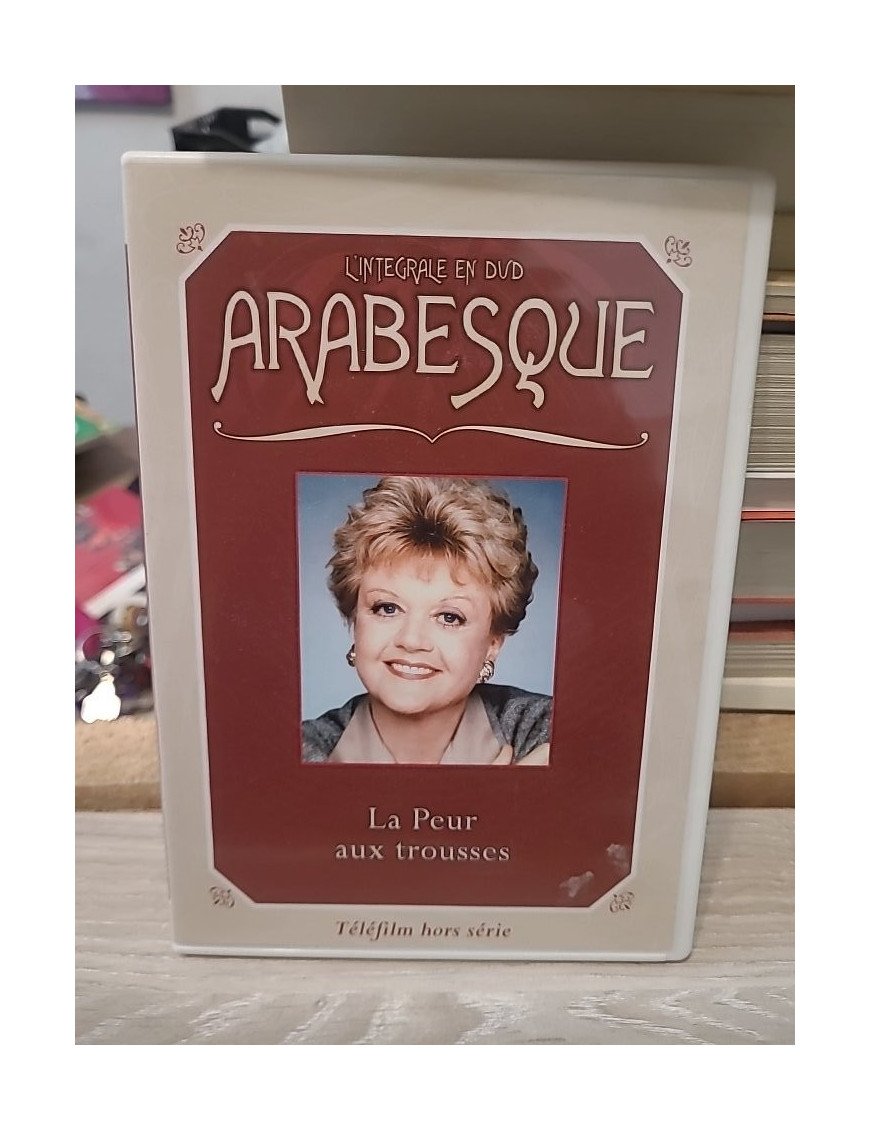 L'INTEGRALE EN DVD
ARABESQUE
La Peur
aux trousses
Téléfilm hors série